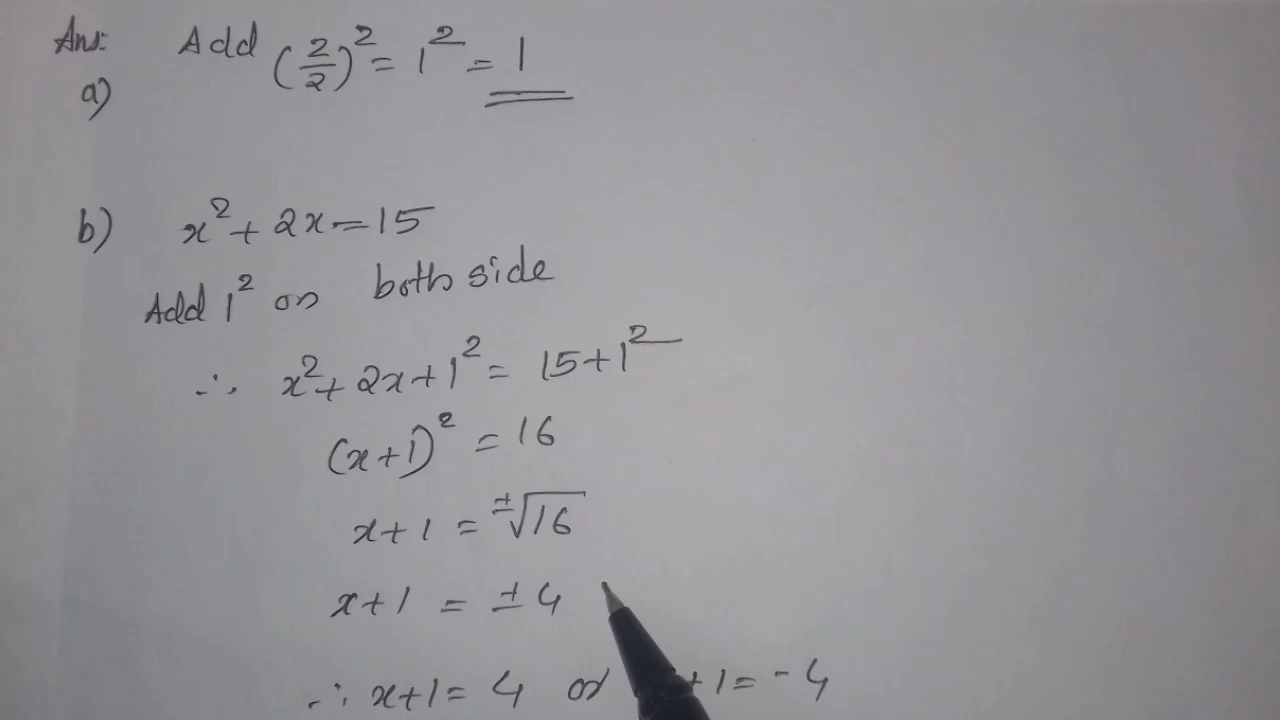 Ans: Add (2/2)² = 1² = 1
a)
b) x² + 2x = 15
Add 1² on both side
∴ x² + 2x + 1² = 15 + 1²
(x+1)² = 16
x+1 = ±√16
x+1 = ±4
∴ x+1 = 4 or +1 = -4